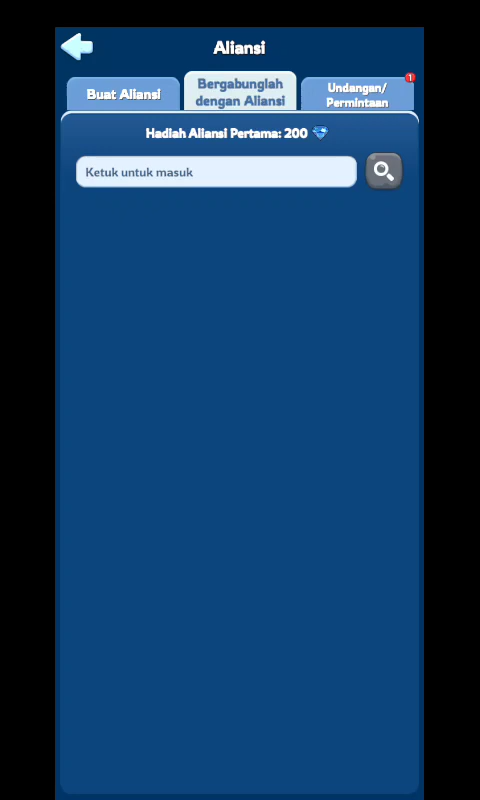 Aliansi
Buat Aliansi
Bergabunglah
dengan Aliansi
Undangan/
Permintaan
1
Hadiah Aliansi Pertama: 200
Ketuk untuk masuk